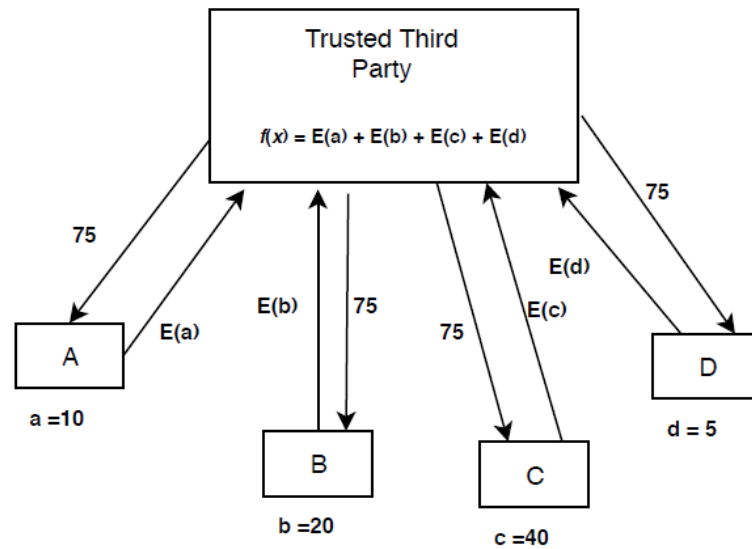 Trusted Third
Party
f(x) = E(a) + E(b) + E(c) + E(d)
75
E(a)
E(b)
75
75
E(c)
E(d)
75
A
a =10
B
b =20
C
c =40
D
d = 5